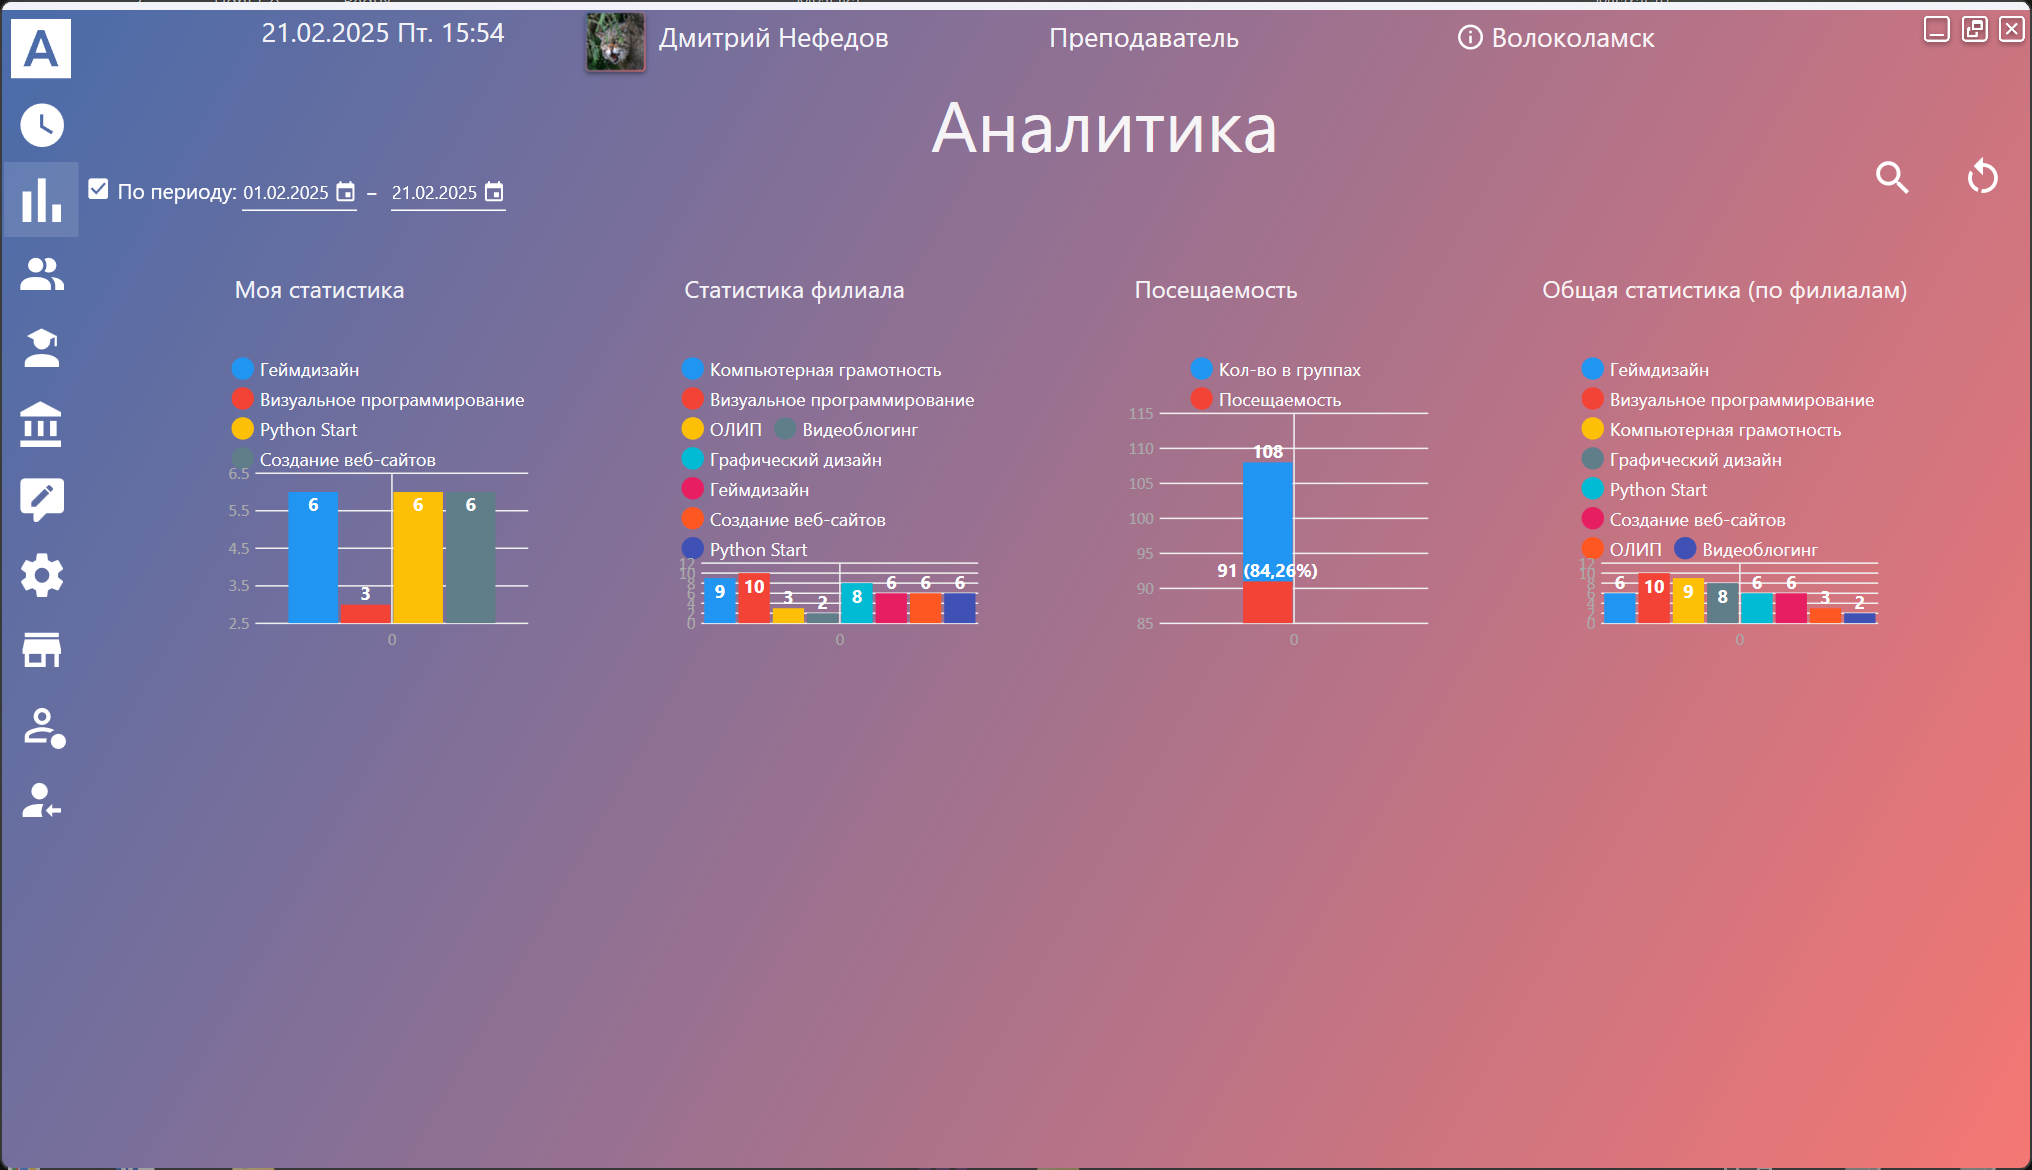 A
21.02.2025 Пт. 15:54
Дмитрий Нефедов
Преподаватель
Волоколамск
Аналитика
По периоду: 01.02.2025 – 21.02.2025
Моя статистика
Геймдизайн
Визуальное программирование
Python Start
Создание веб-сайтов
6.5
5.5
4.5
3.5
2.5
6
3
6
6
0
Статистика филиала
Компьютерная грамотность
Визуальное программирование
ОЛИП Видеоблогинг
Графический дизайн
Геймдизайн
Создание веб-сайтов
Python Start
12
10
8
6
4
2
0
9
10
3
2
8
6
6
6
0
Посещаемость
Кол-во в группах
Посещаемость
115
110
105
100
95
90
85
108
91 (84,26%)
0
Общая статистика (по филиалам)
Геймдизайн
Визуальное программирование
Компьютерная грамотность
Графический дизайн
Python Start
Создание веб-сайтов
ОЛИП Видеоблогинг
12
10
8
6
4
2
0
6
10
9
8
6
6
3
2
0